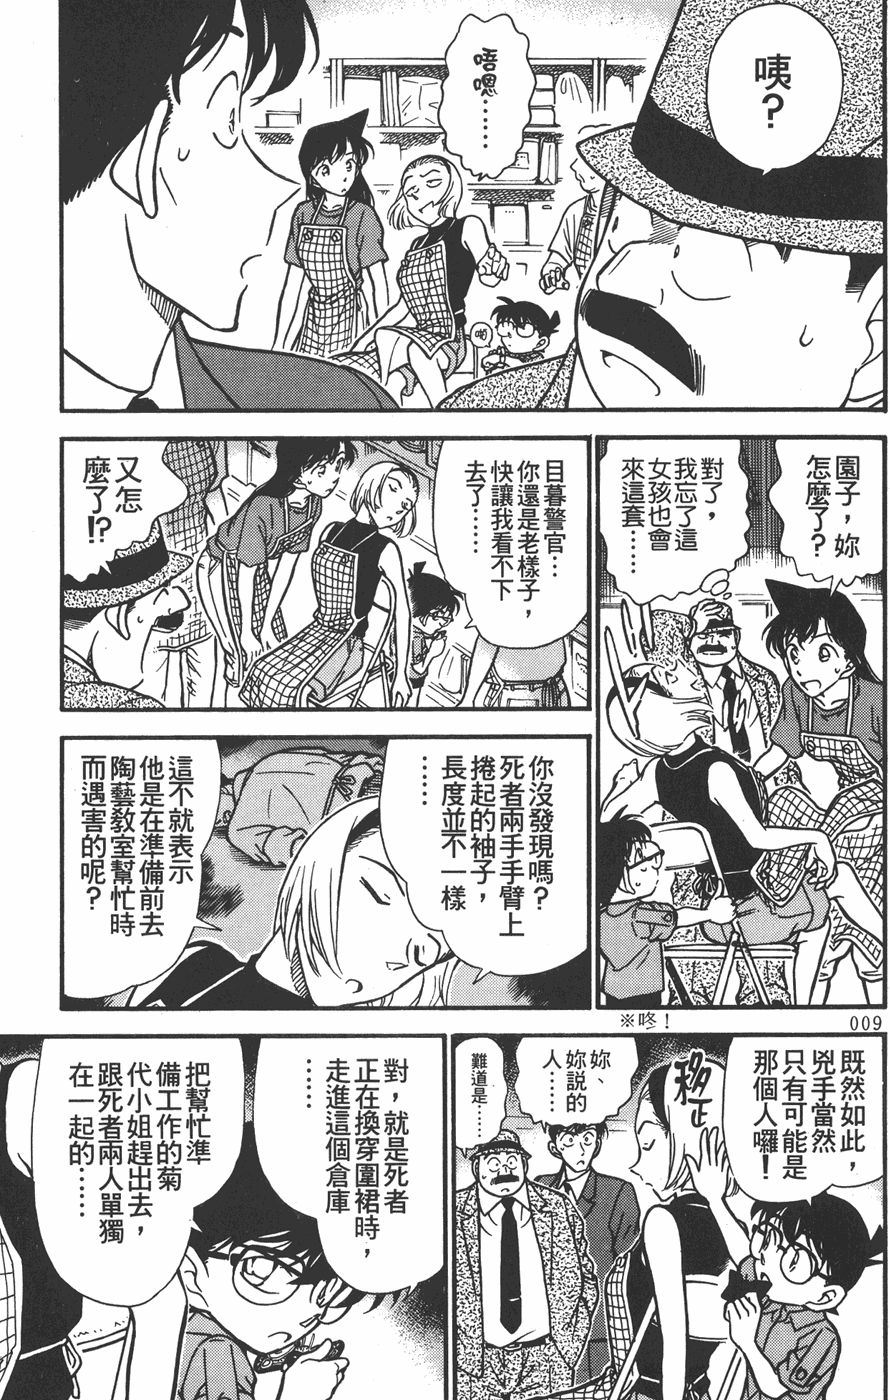 咦？
唔嗯……
咱
園子，妳
怎麼了？
對了，
我忘了這
女孩也會
來這套……
目暮警官…
你還是老樣子，
快讓我看不下
去了……
又怎
麼了!?
你沒發現嗎？
死者兩手手臂上
捲起的袖子，
長度並不一樣
……
這不就表示
他是在準備前去
陶藝教室幫忙時
而遇害的呢？
※咚！
009
既然如此，
兇手當然
只有可能是
那個人囉！
移正
妳、
妳說的
人……
難道是……
對，就是死者
正在換穿圍裙時，
走進這個倉庫
……
把幫忙準
備工作的菊
代小姐趕出去，
跟死者兩人單獨
在一起的……